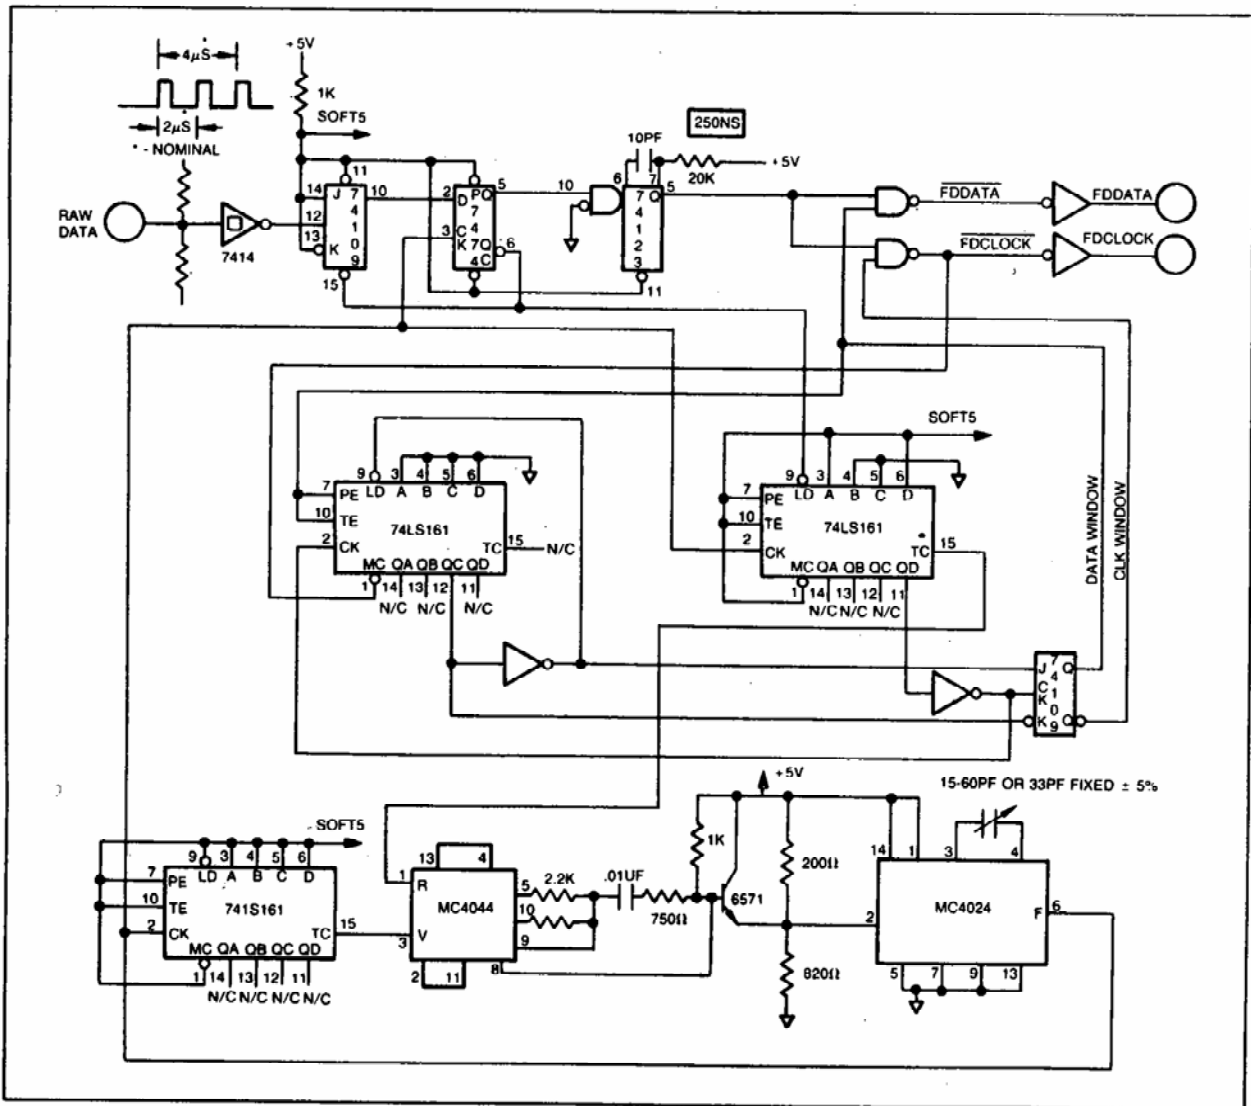 4µS
+5V
1K
SOFT5
2µS
* - NOMINAL
RAW
DATA
7414
14
12
13
11
J
K
7
4
1
0
9
15
10
2
3
D
C
K
P
Q
7
4
7
4
Q
C
5
6
10
250NS
10PF
6
7
20K
+5V
7
4
1
2
3
Q
5
11
FDDATA
FDDATA
FDCLOCK
FDCLOCK
9
3
4
5
6
LD
A
B
C
D
7
PE
10
TE
2
CK
74LS161
TC
15
N/C
MC
QA
QB
QC
QD
1
14
13
12
11
N/C
N/C
N/C
SOFT5
9
3
4
5
6
LD
A
B
C
D
7
PE
10
TE
2
CK
74LS161
*
TC
15
MC
QA
QB
QC
QD
1
14
13
12
11
N/C
N/C
N/C
DATA WINDOW
CLK WINDOW
J
C
K
K
7
4
1
0
9
Q
Q
SOFT5
9
3
4
5
6
LD
A
B
C
D
7
PE
10
TE
2
CK
741S161
TC
15
MC
QA
QB
QC
QD
1
14
13
12
11
N/C
N/C
N/C
N/C
13
4
1
R
MC4044
3
V
2
11
5
10
9
8
2.2K
.01UF
750Ω
1K
6571
+5V
200Ω
820Ω
15-60PF OR 33PF FIXED ± 5%
14
1
3
4
2
MC4024
F
6
5
7
9
13